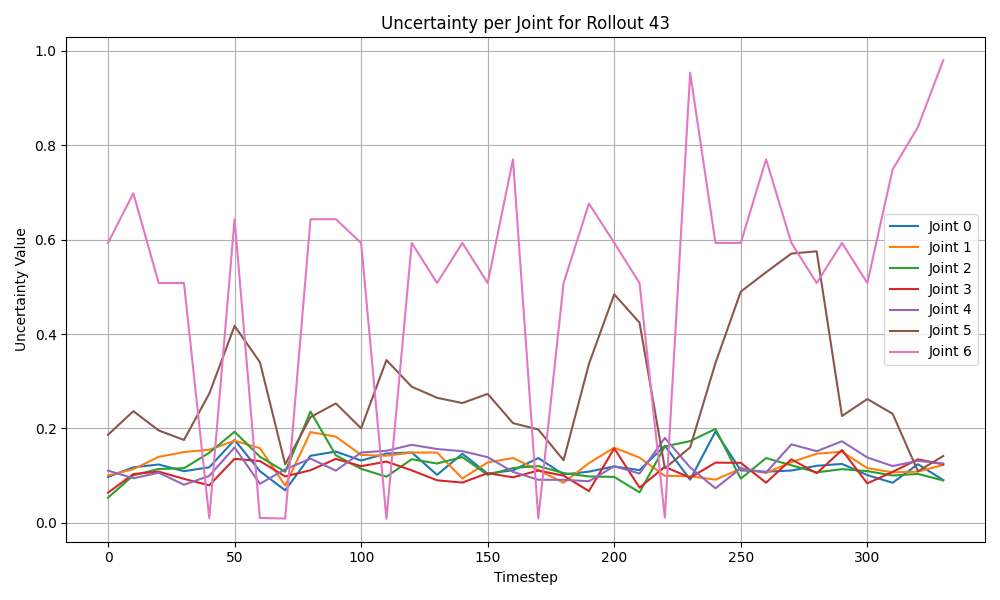 Uncertainty per Joint for Rollout 43
Uncertainty Value
1.0
0.8
0.6
0.4
0.2
0.0
Joint 0
Joint 1
Joint 2
Joint 3
Joint 4
Joint 5
Joint 6
0 50 100 150 200 250 300
Timestep